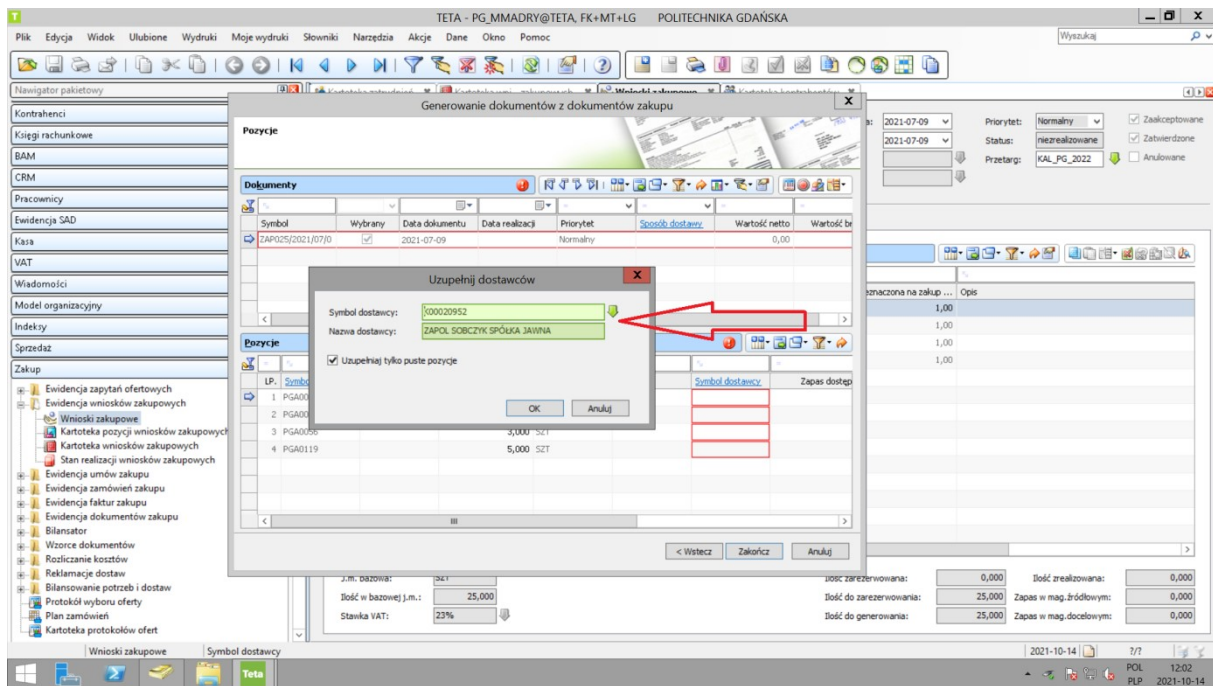 TETA - PG_MMADRY@TETA, FK+MT+LG POLITECHNIKA GDAŃSKA
Plik Edycja Widok Ulubione Wydruki Moje wydruki Słowniki Narzędzia Akcje Dane Okno Pomoc
Wyszukaj
Nawigator pakietowy
Kontrahenci
Księgi rachunkowe
BAM
CRM
Pracownicy
Ewidencja SAD
Kasa
VAT
Wiadomości
Model organizacyjny
Indeksy
Sprzedaż
Zakup
Ewidencja zapytań ofertowych
Ewidencja wniosków zakupowych
Wnioski zakupowe
Kartoteka pozycji wniosków zakupowych
Kartoteka wniosków zakupowych
Stan realizacji wniosków zakupowych
Ewidencja umów zakupu
Ewidencja zamówień zakupu
Ewidencja faktur zakupu
Ewidencja dokumentów zakupu
Bilansator
Wzorce dokumentów
Rozliczanie kosztów
Reklamacje dostaw
Bilansowanie potrzeb i dostaw
Protokół wyboru oferty
Plan zamówień
Kartoteka protokołów ofert
Generowanie dokumentów z dokumentów zakupu
Pozycje
Dokumenty
Symbol Wybrany Data dokumentu Data realizacji Priorytet Sposób dostawy Wartość netto Wartość br
ZAP025/2021/07/0 2021-07-09 Normalny 0,00
Uzupełnij dostawców
Symbol dostawcy: K00020952
Nazwa dostawcy: ZAPOL SOBCZYK SPÓŁKA JAWNA
Uzupełniaj tylko puste pozycje
OK Anuluj
Pozycje
LP. Symbo Symbol dostawcy Zapas dostęp
1 PGA00
2 PGA00
3 PGA0056 3,000 SZT
4 PGA0119 5,000 SZT
< Wstecz Zakończ Anuluj
2021-07-09 Priorytet: Normalny Zaakceptowane
2021-07-09 Status: niezrealizowane Zatwierdzone
Przetarg: KAL_PG_2022 Anulowane
eznaczona na zakup ... Opis
1,00
1,00
1,00
1,00
J.m. bazowa: SZT Ilość zarezerwowana: 0,000 Ilość zrealizowana: 0,000
Ilość w bazowej j.m.: 25,000 Ilość do zarezerwowania: 25,000 Zapas w mag.źródłowym: 0,000
Stawka VAT: 23% Ilość do generowania: 25,000 Zapas w mag.docelowym: 0,000
Wnioski zakupowe Symbol dostawcy 2021-10-14 ?/?
Teta POL 12:02
PLP 2021-10-14